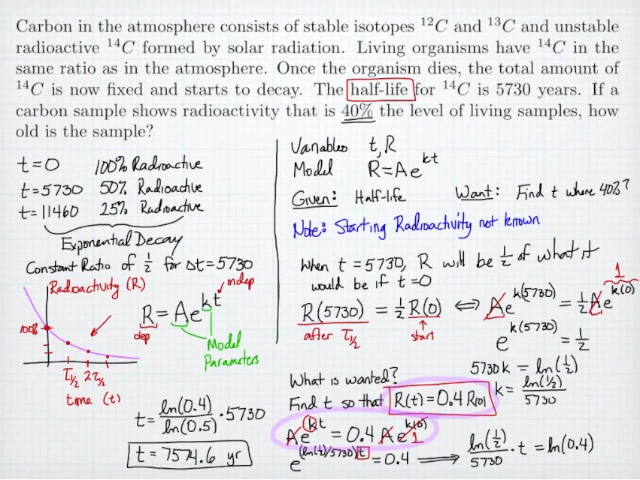 Carbon in the atmosphere consists of stable isotopes ¹²C and ¹³C and unstable
radioactive ¹⁴C formed by solar radiation. Living organisms have ¹⁴C in the
same ratio as in the atmosphere. Once the organism dies, the total amount of
¹⁴C is now fixed and starts to decay. The half-life for ¹⁴C is 5730 years. If a
carbon sample shows radioactivity that is 40% the level of living samples, how
old is the sample?
t=0 100% Radioactive
t=5730 50% Radioactive
t=11460 25% Radioactive
Exponential Decay
Constant Ratio of ½ for Δt=5730
Radioactivity (R)
100%
T½ 2T½
time (t)
R = Ae^kt
indep
dep
Model
Parameters
t = ln(0.4)/ln(0.5) · 5730
t = 7574.6 yr
Variables t, R
Model R = Ae^kt
Given: Half-life Want: Find t where 40%?
Note: Starting Radioactivity not known
When t=5730, R will be ½ of what it
would be if t=0
R(5730) = ½ R(0) ⟺ Ae^k(5730) = ½ Ae^k(0)
1
after T½ start
e^k(5730) = ½
5730k = ln(½)
k = ln(½)/5730
What is wanted?
Find t so that R(t) = 0.4 R(0)
Ae^kt = 0.4 Ae^k(0)
1
e^(ln(½)/5730)t = 0.4 ⟹ ln(½)/5730 · t = ln(0.4)